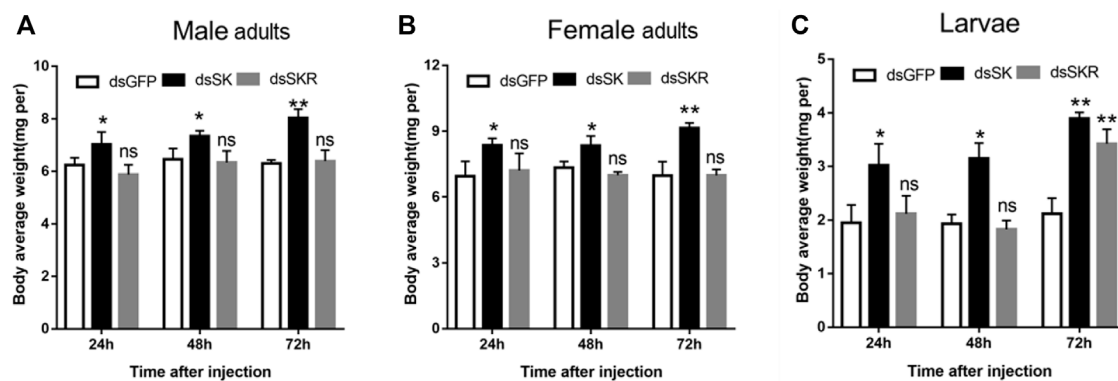 A
Male adults
dsGFP dsSK dsSKR
Body average weight(mg per)
10
8
6
4
2
0
* ns * ns ** ns
24h 48h 72h
Time after injection
B
Female adults
dsGFP dsSK dsSKR
Body average weight(mg per)
12
9
6
3
0
* ns * ns ** ns
24h 48h 72h
Time after injection
C
Larvae
dsGFP dsSK dsSKR
Body average weight(mg per)
5
4
3
2
1
0
* ns * ns ** **
24h 48h 72h
Time after injection